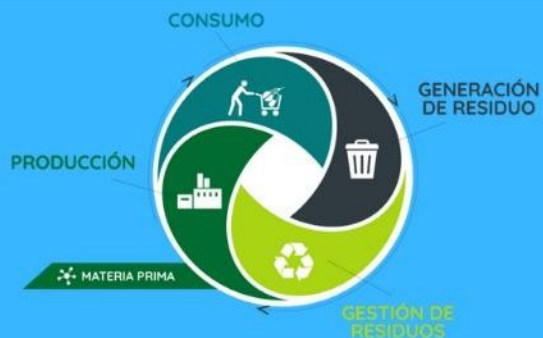 CONSUMO
GENERACIÓN
DE RESIDUO
PRODUCCIÓN
MATERIA PRIMA
GESTIÓN DE
RESIDUOS